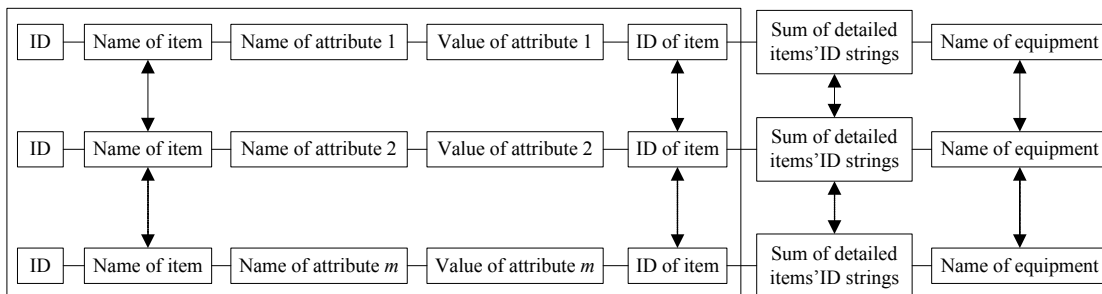 ID
Name of item
Name of attribute 1
Value of attribute 1
ID of item
Sum of detailed
items’ID strings
Name of equipment
ID
Name of item
Name of attribute 2
Value of attribute 2
ID of item
Sum of detailed
items’ID strings
Name of equipment
ID
Name of item
Name of attribute m
Value of attribute m
ID of item
Sum of detailed
items’ID strings
Name of equipment